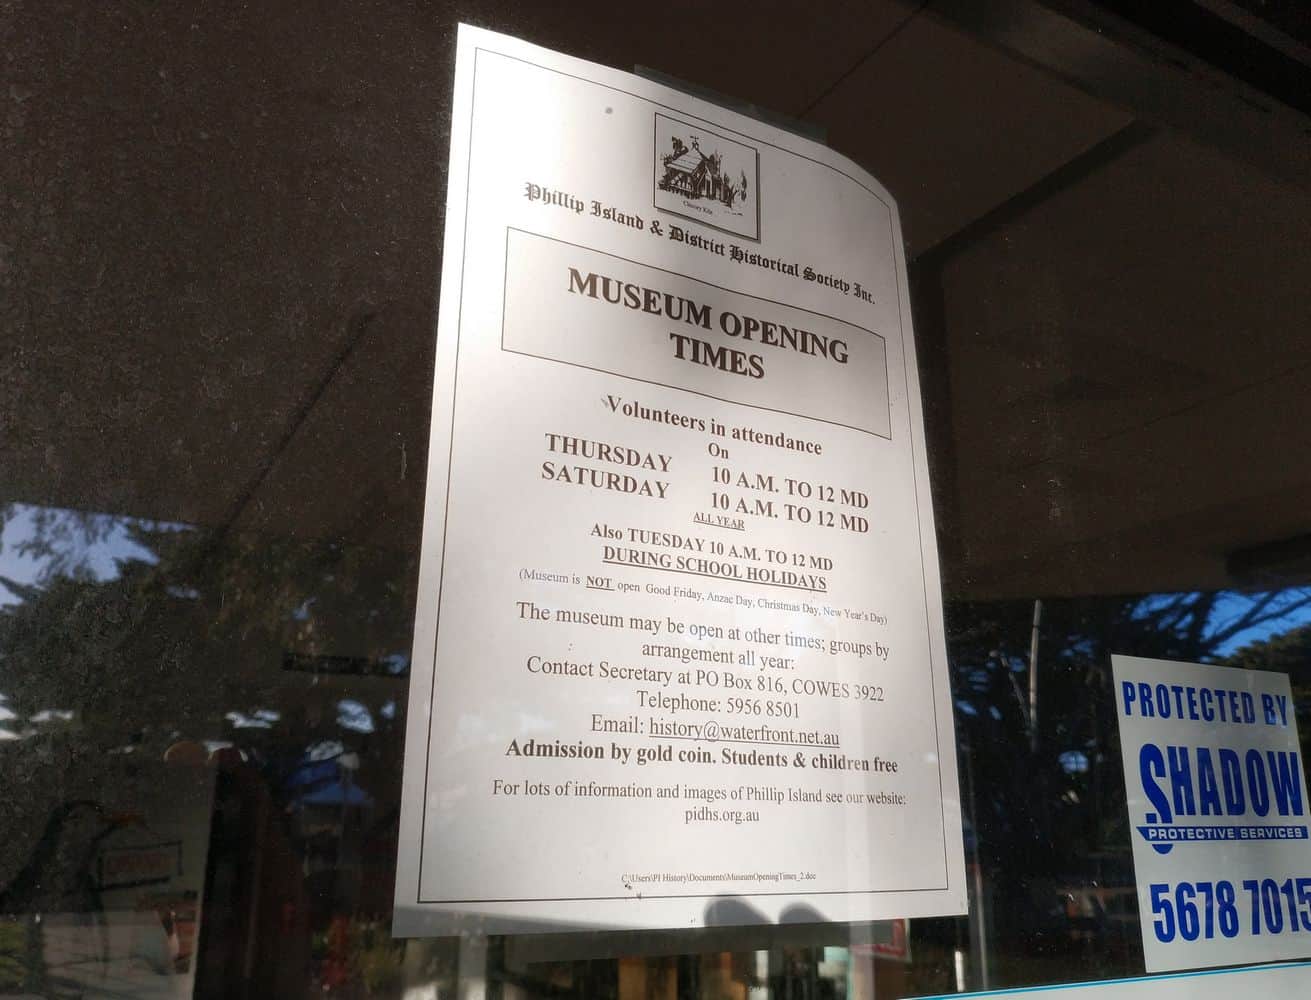 Chicory Kiln
Phillip Island & District Historical Society Inc.
MUSEUM OPENING
TIMES
Volunteers in attendance
On
THURSDAY 10 A.M. TO 12 MD
SATURDAY 10 A.M. TO 12 MD
ALL YEAR
Also TUESDAY 10 A.M. TO 12 MD
DURING SCHOOL HOLIDAYS
(Museum is NOT open Good Friday, Anzac Day, Christmas Day, New Year's Day)
The museum may be open at other times; groups by
arrangement all year:
Contact Secretary at PO Box 816, COWES 3922
Telephone: 5956 8501
Email: history@waterfront.net.au
Admission by gold coin. Students & children free
For lots of information and images of Phillip Island see our website:
pidhs.org.au
C:\Users\PI History\Documents\MuseumOpeningTimes_2.doc
PROTECTED BY
SHADOW
PROTECTIVE SERVICES
5678 7015